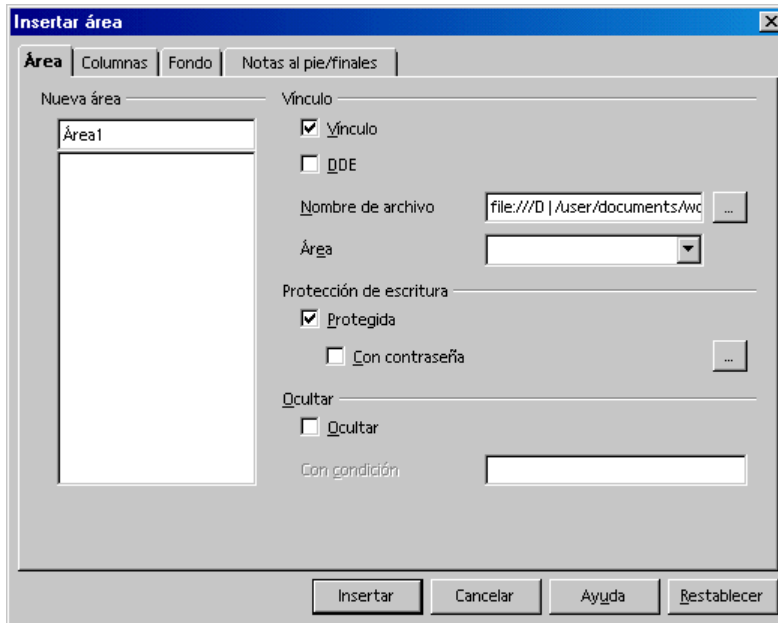 Insertar área
Área Columnas Fondo Notas al pie/finales
Nueva área
Área1
Vínculo
Vínculo
DDE
Nombre de archivo file:///D|/user/documents/wo ...
Área
Protección de escritura
Protegida
Con contraseña ...
Ocultar
Ocultar
Con condición
Insertar Cancelar Ayuda Restablecer